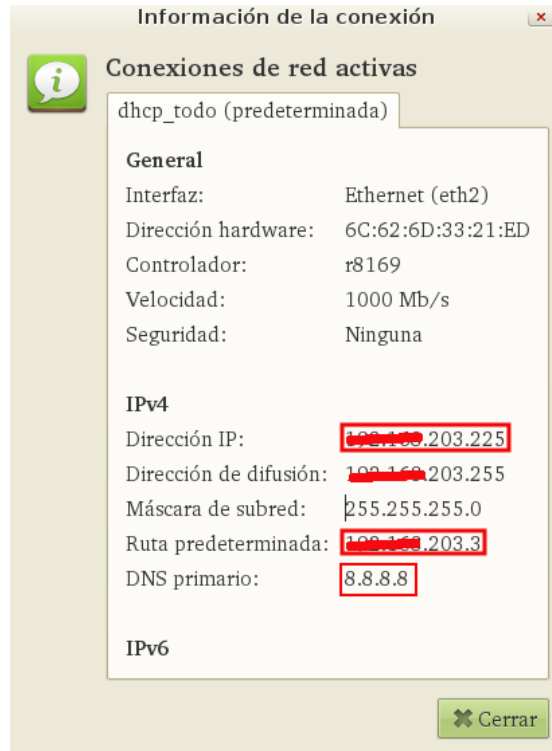 Información de la conexión
Conexiones de red activas
dhcp_todo (predeterminada)
General
Interfaz: Ethernet (eth2)
Dirección hardware: 6C:62:6D:33:21:ED
Controlador: r8169
Velocidad: 1000 Mb/s
Seguridad: Ninguna
IPv4
Dirección IP: .203.225
Dirección de difusión: .203.255
Máscara de subred: 255.255.255.0
Ruta predeterminada: .203.3
DNS primario: 8.8.8.8
IPv6
Cerrar